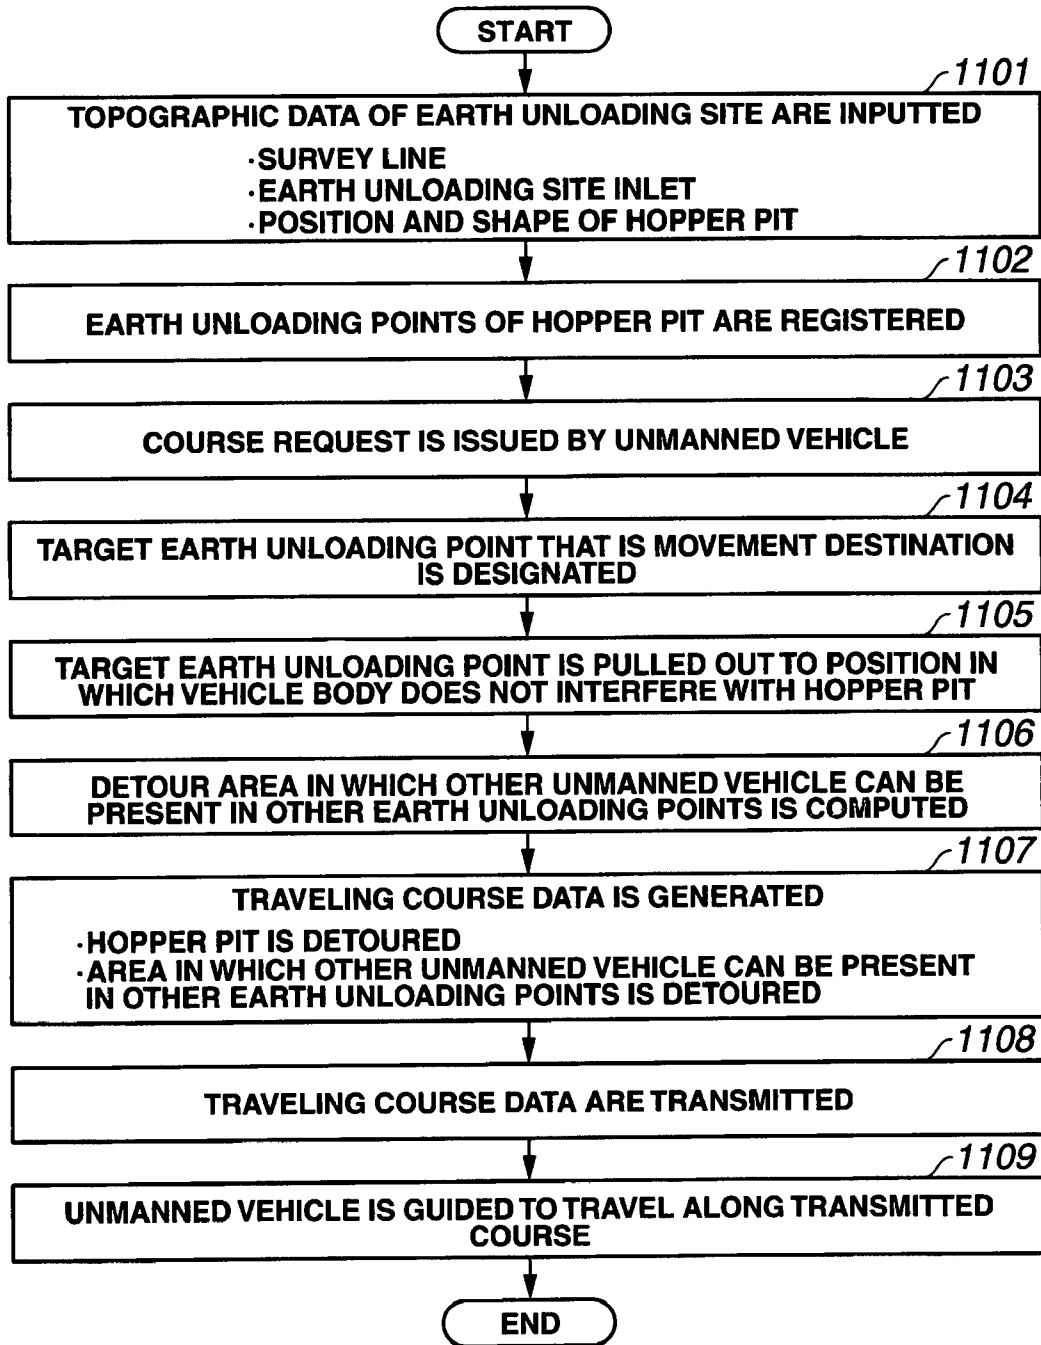 START
1101
TOPOGRAPHIC DATA OF EARTH UNLOADING SITE ARE INPUTTED
·SURVEY LINE
·EARTH UNLOADING SITE INLET
·POSITION AND SHAPE OF HOPPER PIT
1102
EARTH UNLOADING POINTS OF HOPPER PIT ARE REGISTERED
1103
COURSE REQUEST IS ISSUED BY UNMANNED VEHICLE
1104
TARGET EARTH UNLOADING POINT THAT IS MOVEMENT DESTINATION
IS DESIGNATED
1105
TARGET EARTH UNLOADING POINT IS PULLED OUT TO POSITION IN
WHICH VEHICLE BODY DOES NOT INTERFERE WITH HOPPER PIT
1106
DETOUR AREA IN WHICH OTHER UNMANNED VEHICLE CAN BE
PRESENT IN OTHER EARTH UNLOADING POINTS IS COMPUTED
1107
TRAVELING COURSE DATA IS GENERATED
·HOPPER PIT IS DETOURED
·AREA IN WHICH OTHER UNMANNED VEHICLE CAN BE PRESENT
IN OTHER EARTH UNLOADING POINTS IS DETOURED
1108
TRAVELING COURSE DATA ARE TRANSMITTED
1109
UNMANNED VEHICLE IS GUIDED TO TRAVEL ALONG TRANSMITTED
COURSE
END